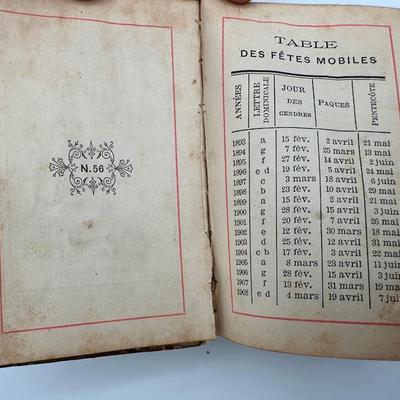 N.56
TABLE
DES FÊTES MOBILES
ANNÉES LETTRE DOMINICALE JOUR DES CENDRES PAQUES PENTECÔTE
1893 a 15 fév. 2 avril 21 mai
1894 g 7 fév. 25 mars 13 mai
1895 f 27 fév. 14 avril 2 juin
1896 e d 19 fév. 5 avril 24 mai
1897 c 3 mars 18 avril 6 juin
1898 b 23 fév. 10 avril 29 mai
1899 a 15 fév. 2 avril 21 mai
1900 g 28 fév. 15 avril 3 juin
1901 f 20 fév. 7 avril 26 mai
1902 e 12 fév. 30 mars 18 mai
1903 d 25 fév. 12 avril 31 mai
1904 c b 17 fév. 3 avril 22 mai
1905 a 8 mars 23 avril 11 juin
1906 g 28 fév. 15 avril 3 juin
1907 f 13 fév. 31 mars 19 mai
1908 e d 4 mars 19 avril 7 juin